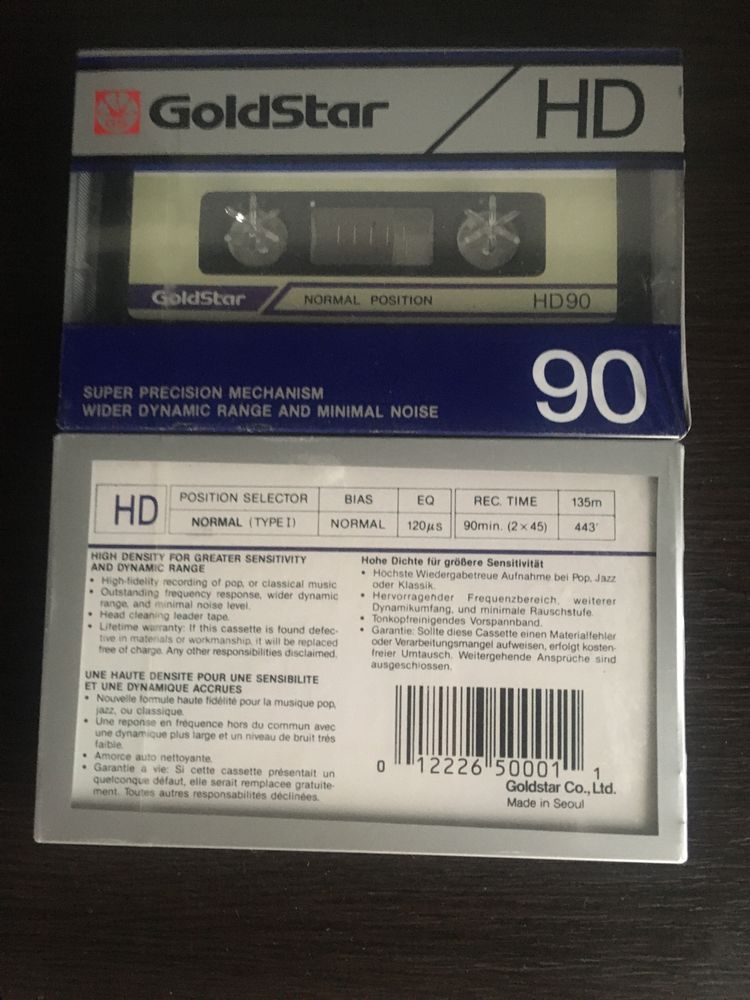 GoldStar HD
GoldStar NORMAL POSITION HD90
SUPER PRECISION MECHANISM
WIDER DYNAMIC RANGE AND MINIMAL NOISE
90
HD
POSITION SELECTOR BIAS EQ REC. TIME 135m
NORMAL (TYPE I) NORMAL 120µs 90min. (2×45) 443'
HIGH DENSITY FOR GREATER SENSITIVITY
AND DYNAMIC RANGE
• High-fidelity recording of pop, or classical music
• Outstanding frequency response, wider dynamic
range, and minimal noise level.
• Head cleaning leader tape.
• Lifetime warranty: If this cassette is found defec-
tive in materials or workmanship, it will be replaced
free of charge. Any other responsibilities disclaimed.
UNE HAUTE DENSITE POUR UNE SENSIBILITE
ET UNE DYNAMIQUE ACCRUES
• Nouvelle formule haute fidélité pour la musique pop,
jazz, ou classique.
• Une reponse en fréquence hors du commun avec
une dynamique plus large et un niveau de bruit très
faible.
• Amorce auto nettoyante.
• Garantie a vie: Si cette cassette présentait un
quelconque défaut, elle serait remplacee gratuite-
ment. Toutes autres responsabilités déclinées.
Hohe Dichte für größere Sensitivität
• Höchste Wiedergabetreue Aufnahme bei Pop, Jazz
oder Klassik.
• Hervorragender Frequenzbereich, weiterer
Dynamikumfang, und minimale Rauschstufe.
• Tonkopfreinigendes Vorspannband.
• Garantie: Sollte diese Cassette einen Materialfehler
oder Verarbeitungsmangel aufweisen, erfolgt kosten-
freier Umtausch. Weitergehende Ansprüche sind
ausgeschlossen.
0 12226 50001 1
Goldstar Co., Ltd.
Made in Seoul